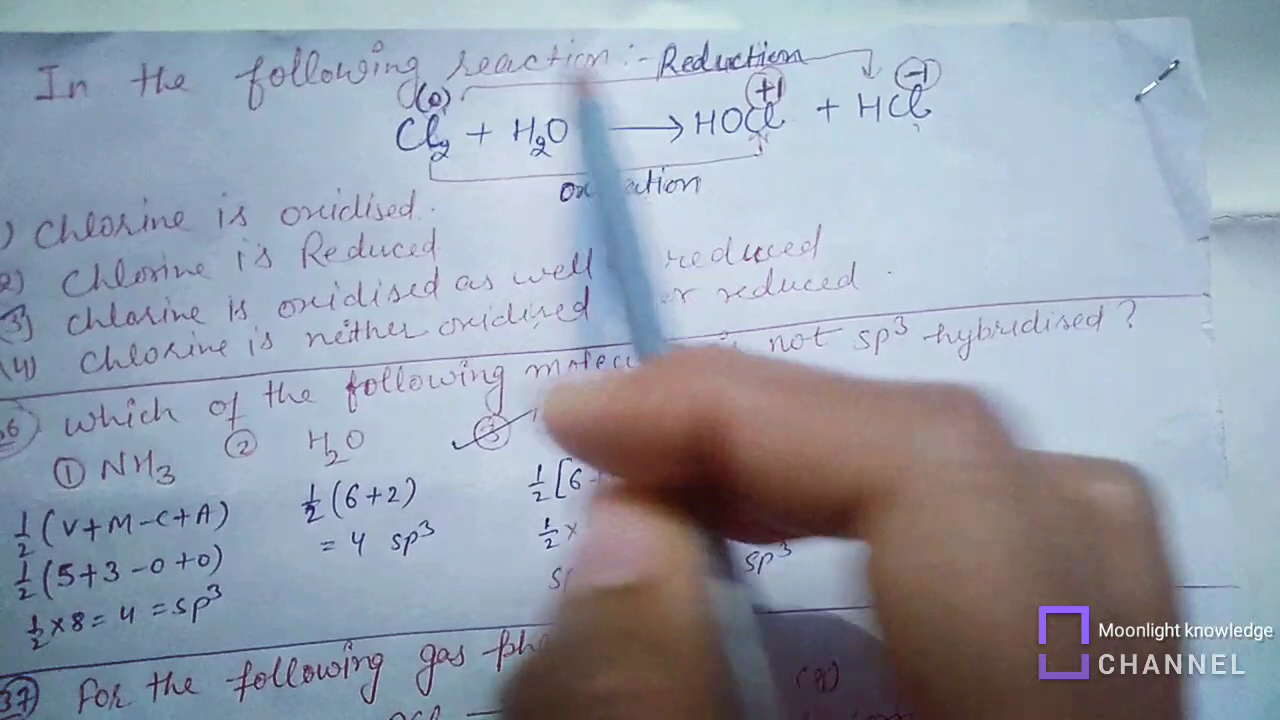 In the following reaction :- Reduction
(0) +1 -1
Cl₂ + H₂O ⟶ HOCl + HCl
oxidation
1) Chlorine is oxidised.
2) Chlorine is Reduced
(3) Chlorine is oxidised as well reduced
(4) Chlorine is neither oxidised reduced.
Which of the following not sp³ hybridised?
① NH₃ ② H₂O ③
½(V+M-C+A) ½(6+2) ½[6
½(5+3-0+0) = 4 sp³ ½×
½×8=4=sp³ sp³
37 For the following gas
Moonlight knowledge
CHANNEL